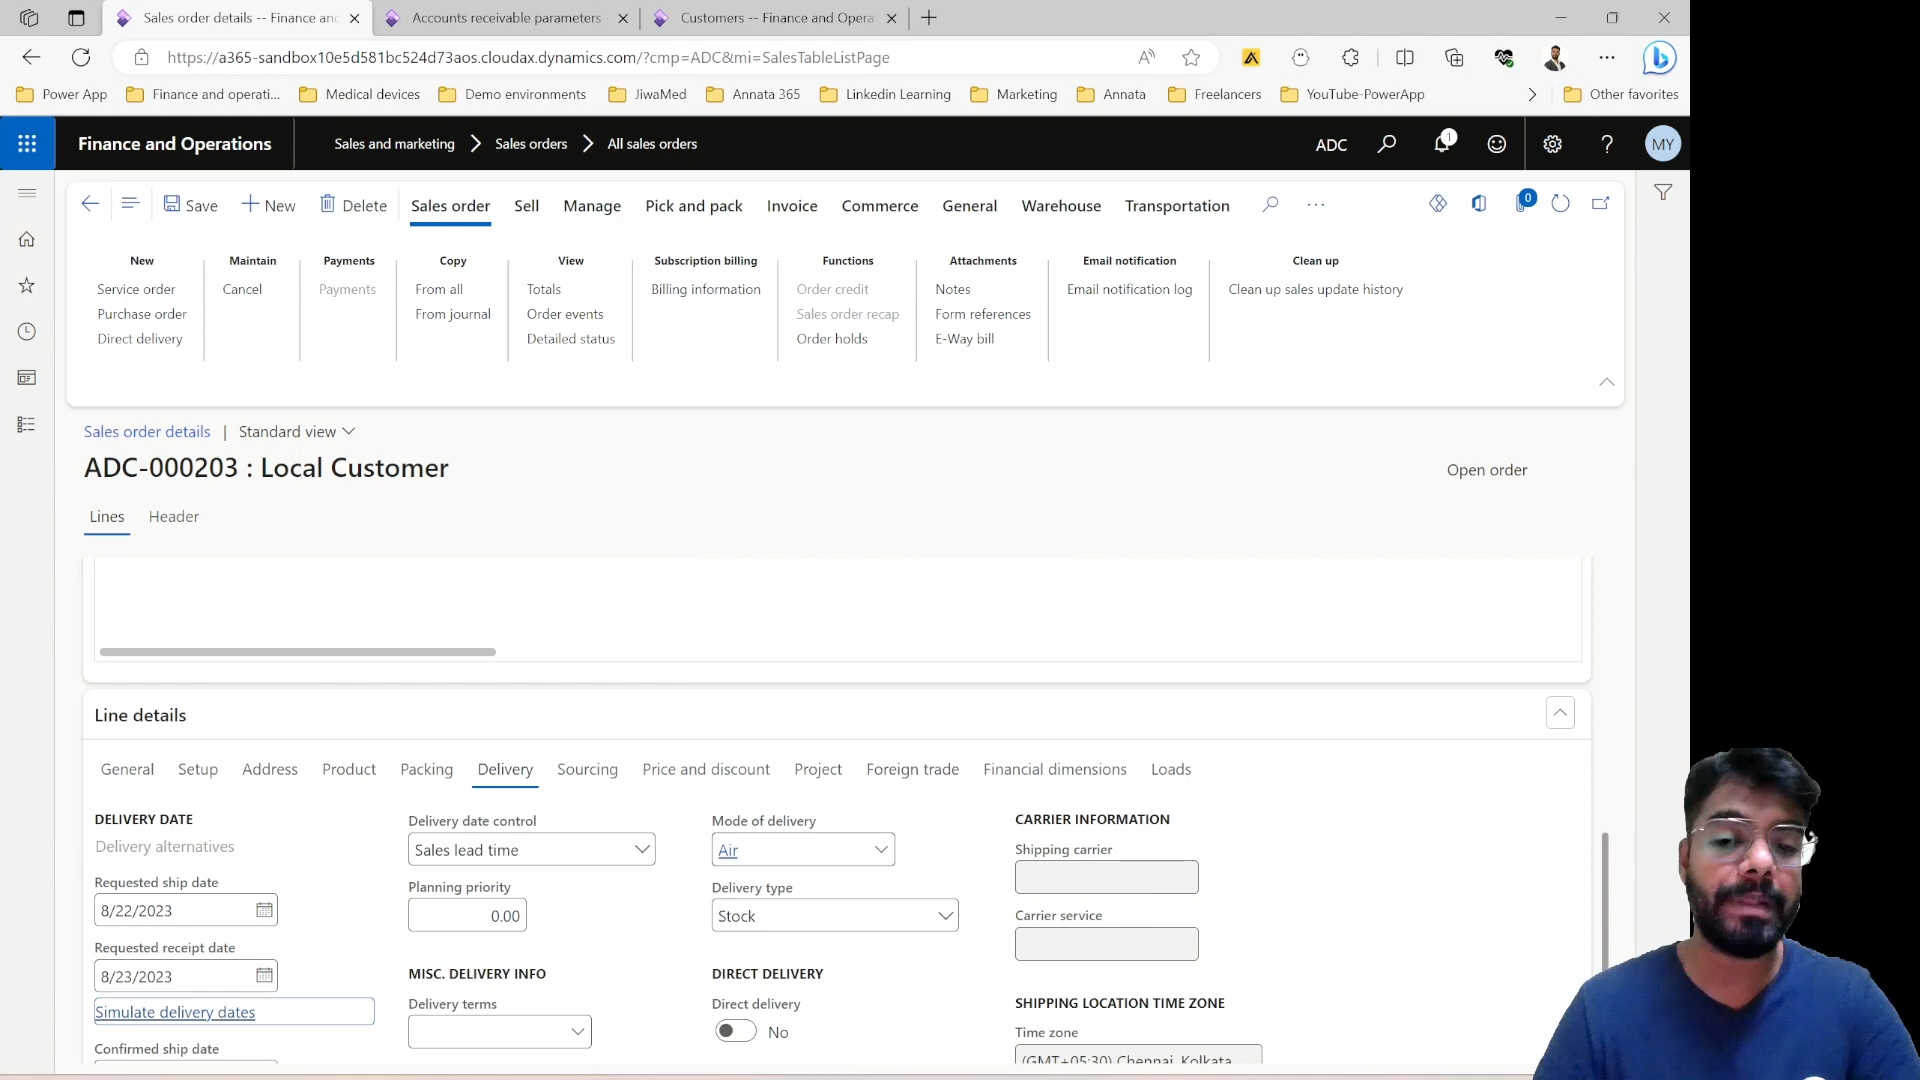 Sales order details -- Finance and
Accounts receivable parameters
Customers -- Finance and Opera
https://a365-sandbox10e5d581bc524d73aos.cloudax.dynamics.com/?cmp=ADC&mi=SalesTableListPage
Power App
Finance and operati...
Medical devices
Demo environments
JiwaMed
Annata 365
Linkedin Learning
Marketing
Annata
Freelancers
YouTube-PowerApp
Other favorites
Finance and Operations
Sales and marketing
Sales orders
All sales orders
ADC
1
?
MY
Save
New
Delete
Sales order
Sell
Manage
Pick and pack
Invoice
Commerce
General
Warehouse
Transportation
0
New
Service order
Purchase order
Direct delivery
Maintain
Cancel
Payments
Payments
Copy
From all
From journal
View
Totals
Order events
Detailed status
Subscription billing
Billing information
Functions
Order credit
Sales order recap
Order holds
Attachments
Notes
Form references
E-Way bill
Email notification
Email notification log
Clean up
Clean up sales update history
Sales order details | Standard view
ADC-000203 : Local Customer
Open order
Lines
Header
Line details
General
Setup
Address
Product
Packing
Delivery
Sourcing
Price and discount
Project
Foreign trade
Financial dimensions
Loads
DELIVERY DATE
Delivery alternatives
Requested ship date
8/22/2023
Requested receipt date
8/23/2023
Simulate delivery dates
Confirmed ship date
Delivery date control
Sales lead time
Planning priority
0.00
MISC. DELIVERY INFO
Delivery terms
Mode of delivery
Air
Delivery type
Stock
DIRECT DELIVERY
Direct delivery
No
CARRIER INFORMATION
Shipping carrier
Carrier service
SHIPPING LOCATION TIME ZONE
Time zone
(GMT+05:30) Chennai, Kolkata,